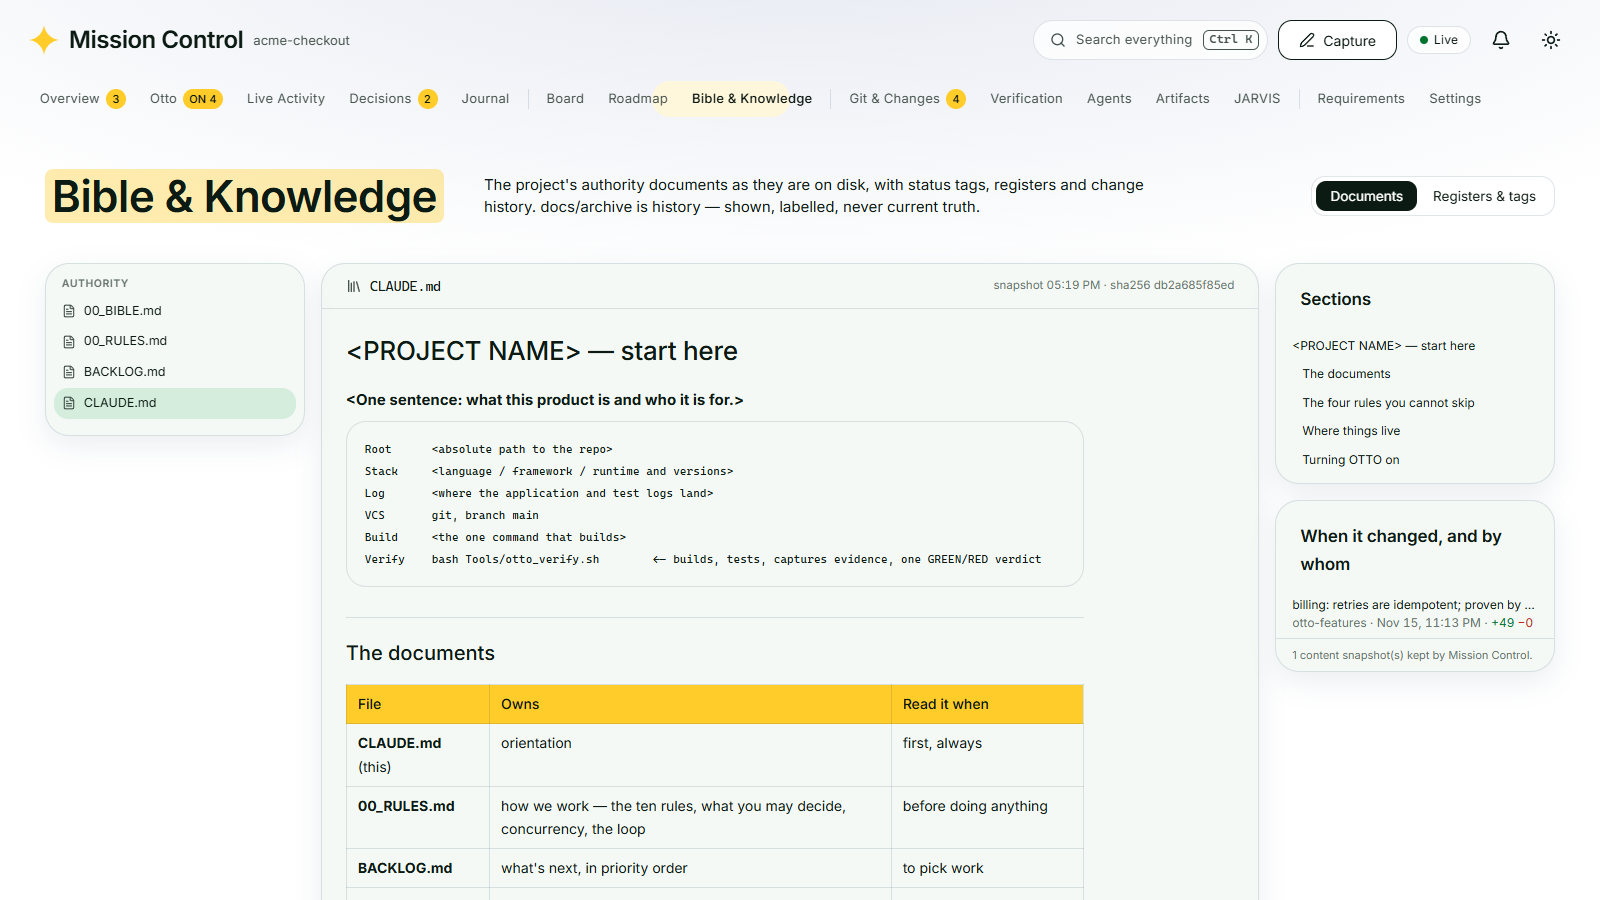 Mission Control acme-checkout
Search everything Ctrl K
Capture
Live
Overview 3 Otto ON 4 Live Activity Decisions 2 Journal Board Roadmap Bible & Knowledge Git & Changes 4 Verification Agents Artifacts JARVIS Requirements Settings
Bible & Knowledge
The project's authority documents as they are on disk, with status tags, registers and change
history. docs/archive is history — shown, labelled, never current truth.
Documents Registers & tags
AUTHORITY
00_BIBLE.md
00_RULES.md
BACKLOG.md
CLAUDE.md
CLAUDE.md snapshot 05:19 PM · sha256 db2a685f85ed
<PROJECT NAME> — start here
<One sentence: what this product is and who it is for.>
Root <absolute path to the repo>
Stack <language / framework / runtime and versions>
Log <where the application and test logs land>
VCS git, branch main
Build <the one command that builds>
Verify bash Tools/otto_verify.sh <— builds, tests, captures evidence, one GREEN/RED verdict
The documents
File Owns Read it when
CLAUDE.md orientation first, always
(this)
00_RULES.md how we work — the ten rules, what you may decide, before doing anything
concurrency, the loop
BACKLOG.md what's next, in priority order to pick work
Sections
<PROJECT NAME> — start here
The documents
The four rules you cannot skip
Where things live
Turning OTTO on
When it changed, and by
whom
billing: retries are idempotent; proven by ...
otto-features · Nov 15, 11:13 PM · +49 −0
1 content snapshot(s) kept by Mission Control.